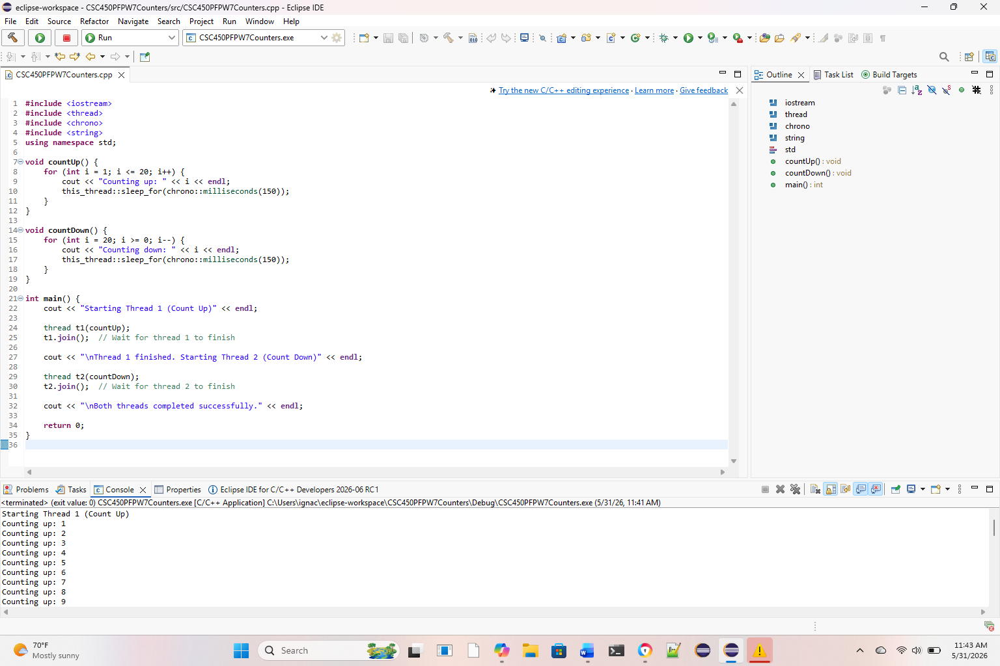 eclipse-workspace - CSC450PFPW7Counters/src/CSC450PFPW7Counters.cpp - Eclipse IDE
File Edit Source Refactor Navigate Search Project Run Window Help
Run CSC450PFPW7Counters.exe
CSC450PFPW7Counters.cpp
Try the new C/C++ editing experience · Learn more · Give feedback
1 #include <iostream>
2 #include <thread>
3 #include <chrono>
4 #include <string>
5 using namespace std;
6
7 void countUp() {
8 for (int i = 1; i <= 20; i++) {
9 cout << "Counting up: " << i << endl;
10 this_thread::sleep_for(chrono::milliseconds(150));
11 }
12 }
13
14 void countDown() {
15 for (int i = 20; i >= 0; i--) {
16 cout << "Counting down: " << i << endl;
17 this_thread::sleep_for(chrono::milliseconds(150));
18 }
19 }
20
21 int main() {
22 cout << "Starting Thread 1 (Count Up)" << endl;
23
24 thread t1(countUp);
25 t1.join(); // Wait for thread 1 to finish
26
27 cout << "\nThread 1 finished. Starting Thread 2 (Count Down)" << endl;
28
29 thread t2(countDown);
30 t2.join(); // Wait for thread 2 to finish
31
32 cout << "\nBoth threads completed successfully." << endl;
33
34 return 0;
35 }
36
Outline Task List Build Targets
iostream
thread
chrono
string
std
countUp() : void
countDown() : void
main() : int
Problems Tasks Console Properties Eclipse IDE for C/C++ Developers 2026-06 RC1
<terminated> (exit value: 0) CSC450PFPW7Counters.exe [C/C++ Application] C:\Users\ignac\eclipse-workspace\CSC450PFPW7Counters\Debug\CSC450PFPW7Counters.exe (5/31/26, 11:41 AM)
Starting Thread 1 (Count Up)
Counting up: 1
Counting up: 2
Counting up: 3
Counting up: 4
Counting up: 5
Counting up: 6
Counting up: 7
Counting up: 8
Counting up: 9
70°F
Mostly sunny
Search
11:43 AM
5/31/2026